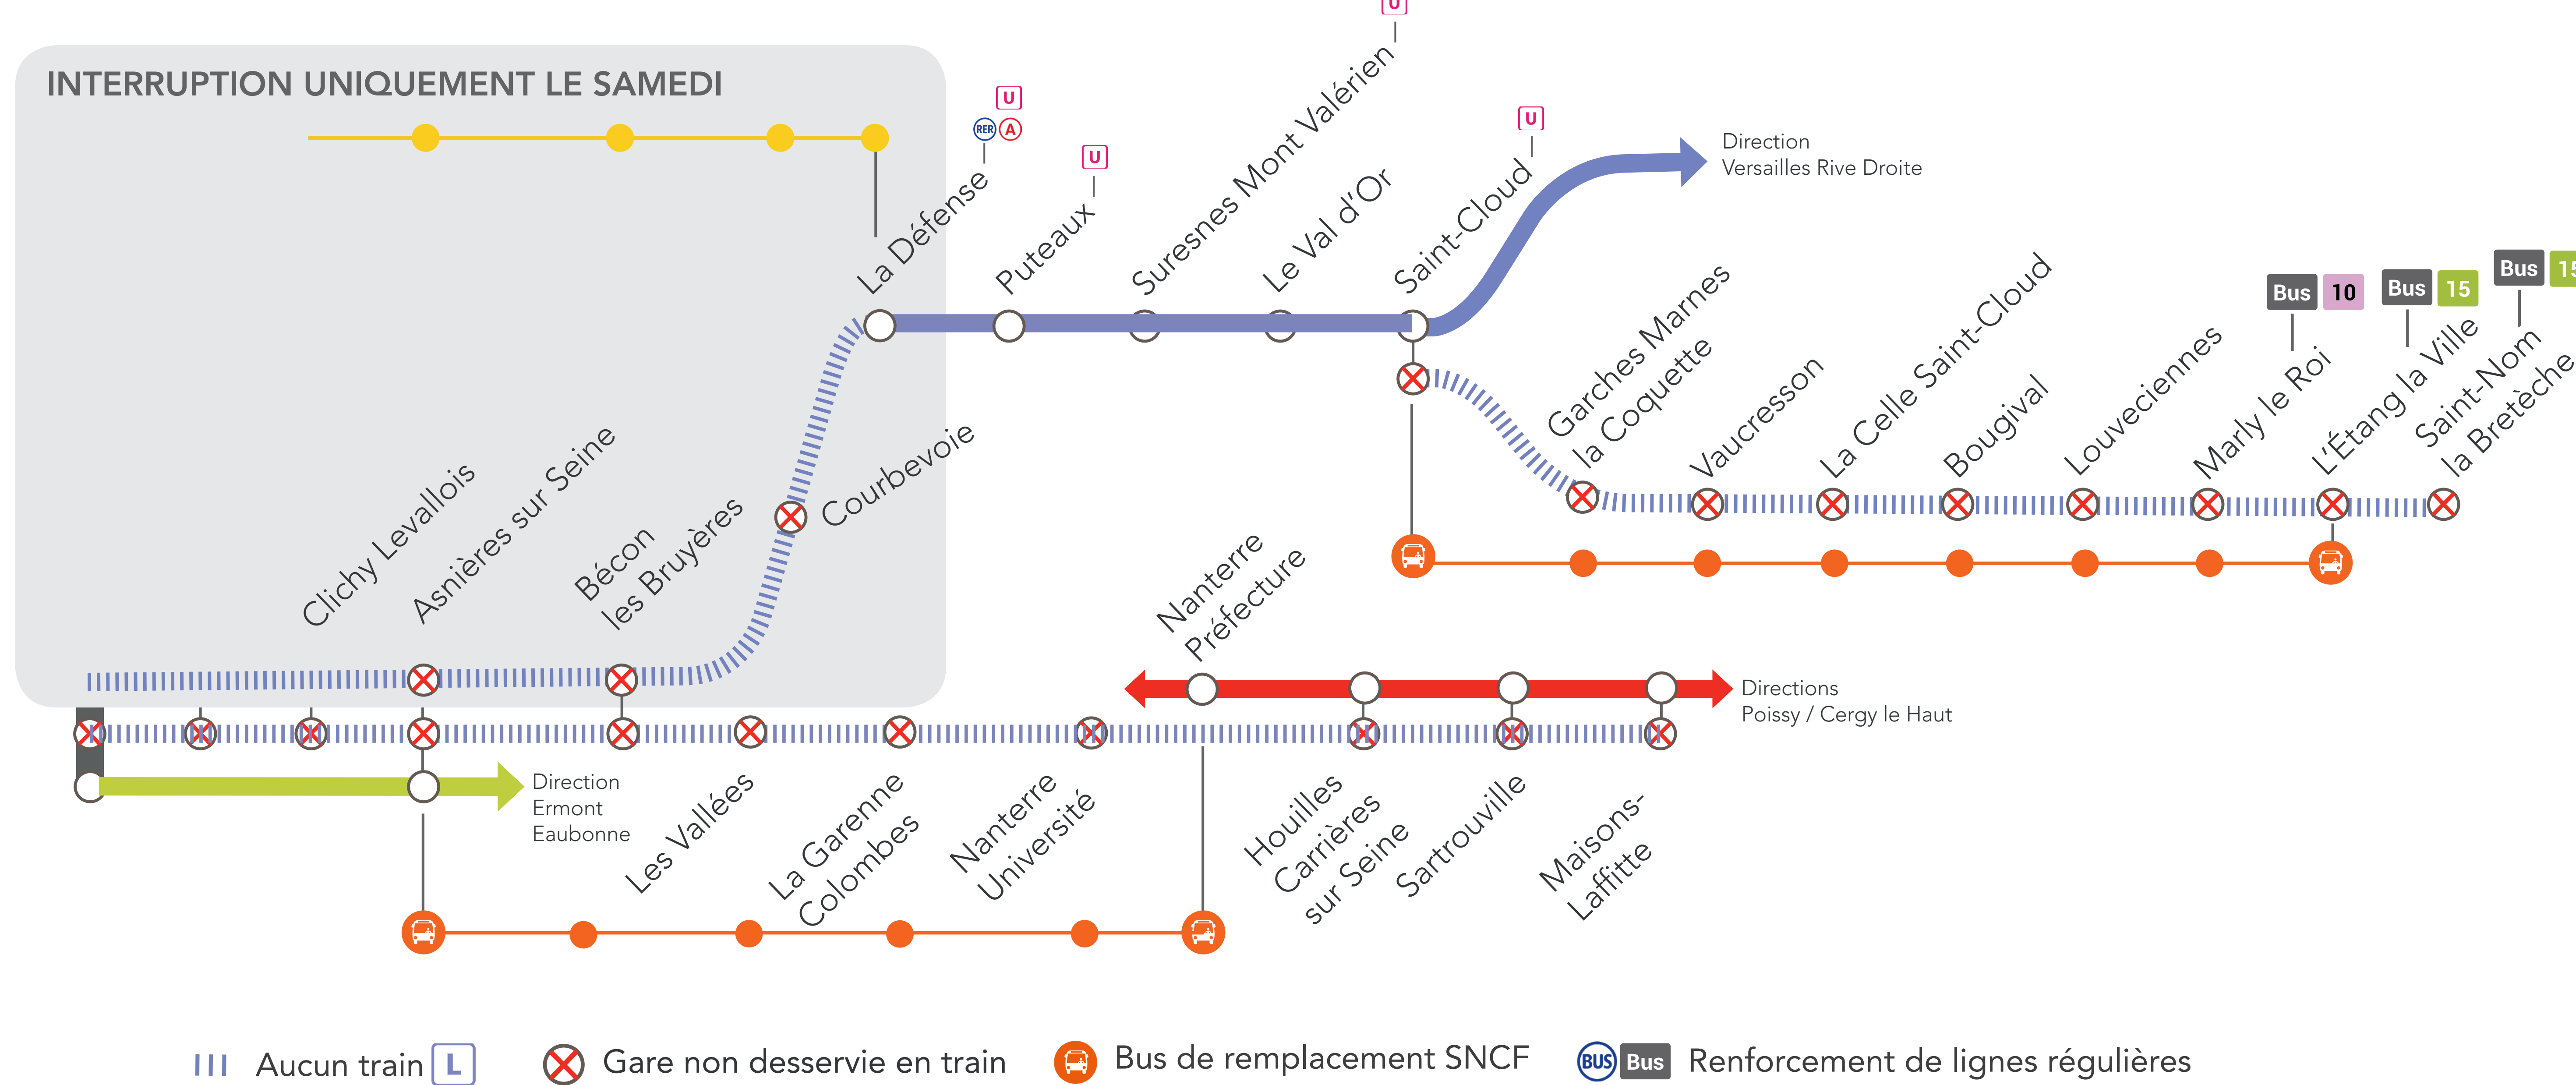 INTERRUPTION UNIQUEMENT LE SAMEDI
U
U
RER A
U
U
La Défense
Puteaux
Suresnes Mont Valérien
Le Val d'Or
Saint-Cloud
Direction
Versailles Rive Droite
Garches Marnes
la Coquette
Vaucresson
La Celle Saint-Cloud
Bougival
Louveciennes
Bus 10
Marly le Roi
Bus 15
L'Étang la Ville
Bus 15
Saint-Nom
la Bretèche
Clichy Levallois
Asnières sur Seine
Bécon
les Bruyères
Courbevoie
Nanterre
Préfecture
Directions
Poissy / Cergy le Haut
Direction
Ermont
Eaubonne
Les Vallées
La Garenne
Colombes
Nanterre
Université
Houilles
Carrières
sur Seine
Sartrouville
Maisons-
Laffitte
Aucun train L
Gare non desservie en train
Bus de remplacement SNCF
BUS Bus Renforcement de lignes régulières